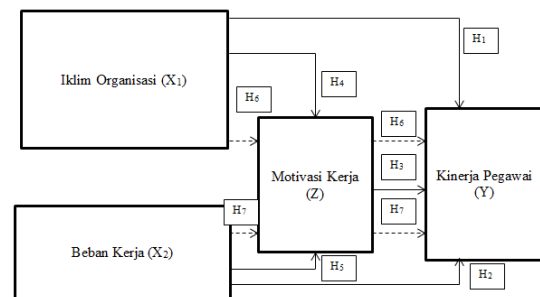 H1
Iklim Organisasi (X1)
H4
H6
H6
Motivasi Kerja
(Z)
H3
Kinerja Pegawai
(Y)
H7
H7
Beban Kerja (X2)
H5
H2